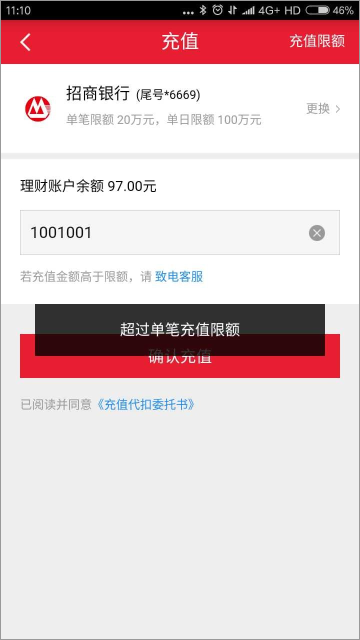 11:10 ... 4G+ HD 46%
充值 充值限额
招商银行 (尾号*6669)
单笔限额 20万元，单日限额 100万元
更换
理财账户余额 97.00元
1001001
若充值金额高于限额，请 致电客服
超过单笔充值限额
确认充值
已阅读并同意《充值代扣委托书》